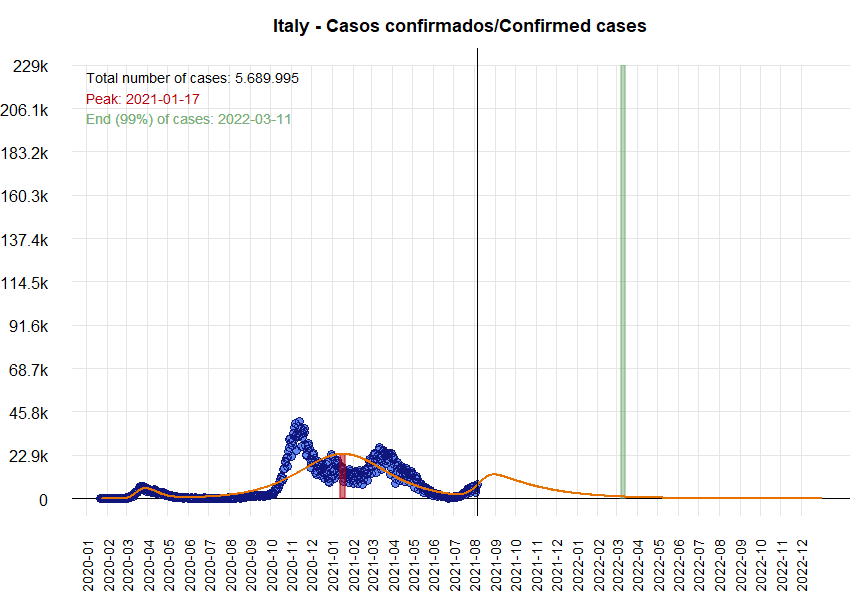 Italy - Casos confirmados/Confirmed cases
229k
206.1k
183.2k
160.3k
137.4k
114.5k
91.6k
68.7k
45.8k
22.9k
0
Total number of cases: 5.689.995
Peak: 2021-01-17
End (99%) of cases: 2022-03-11
2020-01
2020-02
2020-03
2020-04
2020-05
2020-06
2020-07
2020-08
2020-09
2020-10
2020-11
2020-12
2021-01
2021-02
2021-03
2021-04
2021-05
2021-06
2021-07
2021-08
2021-09
2021-10
2021-11
2021-12
2022-01
2022-02
2022-03
2022-04
2022-05
2022-06
2022-07
2022-08
2022-09
2022-10
2022-11
2022-12